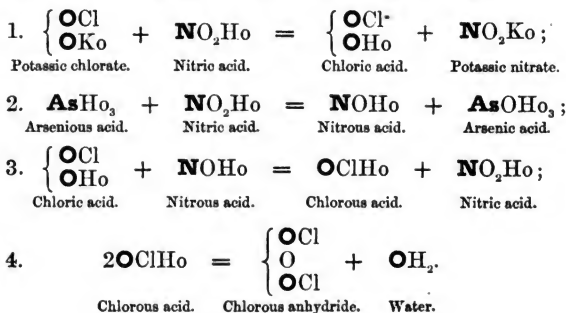 1. { OCl OKo + NO₂Ho = { OCl· OHo + NO₂Ko;
Potassic chlorate. Nitric acid. Chloric acid. Potassic nitrate.
2. AsHo₃ + NO₂Ho = NOHo + AsOHo₃;
Arsenious acid. Nitric acid. Nitrous acid. Arsenic acid.
3. { OCl OHo + NOHo = OClHo + NO₂Ho;
Chloric acid. Nitrous acid. Chlorous acid. Nitric acid.
4. 2OClHo = { OCl O OCl + OH₂.
Chlorous acid. Chlorous anhydride. Water.